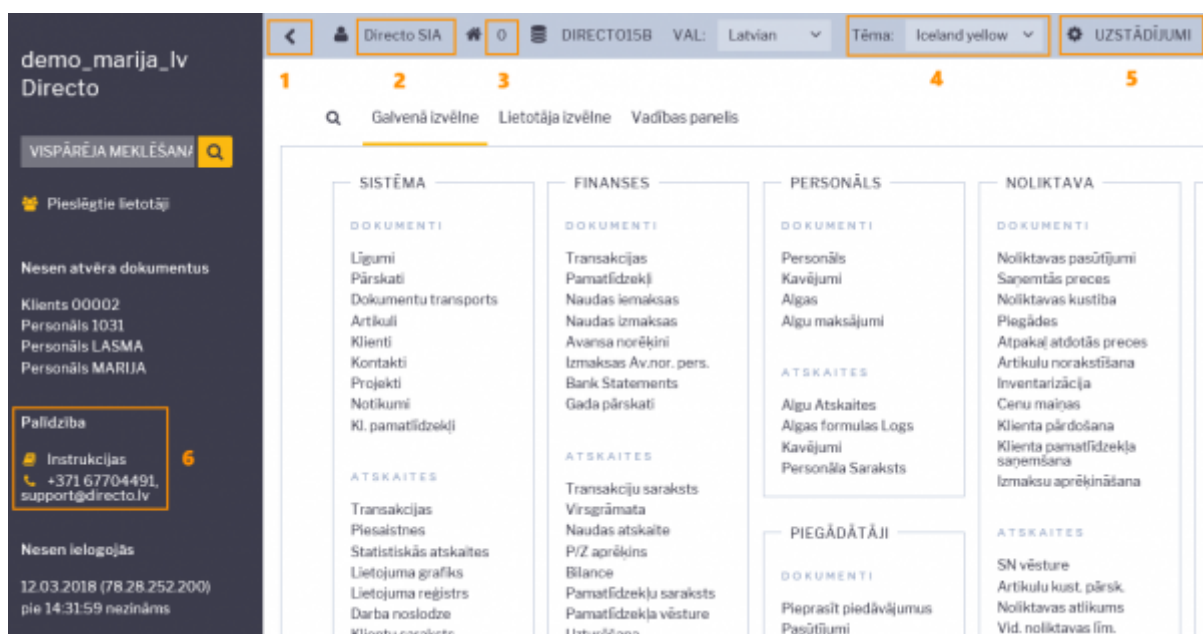 demo_marija_lv
Directo
VISPĀRĒJA MEKLĒŠANA
Pieslēgtie lietotāji
Nesen atvēra dokumentus
Klients 00002
Personāls 1031
Personāls LASMA
Personāls MARIJA
Palīdzība
Instrukcijas
6
+371 67704491,
support@directo.lv
Nesen ielogojās
12.03.2018 (78.28.252.200)
pie 14:31:59 nezināms
Directo SIA 0 DIRECTO15B VAL: Latvian Tēma: Iceland yellow UZSTĀDĪJUMI
1 2 3 4 5
Galvenā izvēlne Lietotāja izvēlne Vadības panelis
SISTĒMA
DOKUMENTI
Līgumi
Pārskati
Dokumentu transports
Artikuli
Klienti
Kontakti
Projekti
Notikumi
Kl. pamatlīdzekļi
ATSKAITES
Transakcijas
Piesaistnes
Statistiskās atskaites
Lietojuma grafiks
Lietojuma reģistrs
Darba noslodze
Klientu saraksts
FINANSES
DOKUMENTI
Transakcijas
Pamatlīdzekļi
Naudas iemaksas
Naudas izmaksas
Avansa norēķini
Izmaksas Av.nor. pers.
Bank Statements
Gada pārskati
ATSKAITES
Transakciju saraksts
Virsgrāmata
Naudas atskaite
P/Z aprēķins
Bilance
Pamatlīdzekļu saraksts
Pamatlīdzekļa vēsture
Uzturēšana
PERSONĀLS
DOKUMENTI
Personāls
Kavējumi
Algas
Algu maksājumi
ATSKAITES
Algu Atskaites
Algas formulas Logs
Kavējumi
Personāla Saraksts
PIEGĀDĀTĀJI
DOKUMENTI
Pieprasīt piedāvājumus
Pasūtījumi
NOLIKTAVA
DOKUMENTI
Noliktavas pasūtījumi
Saņemtās preces
Noliktavas kustība
Piegādes
Atpakaļ atdotās preces
Artikulu norakstīšana
Inventarizācija
Cenu maiņas
Klienta pārdošana
Klienta pamatlīdzekļa
saņemšana
Izmaksu aprēķināšana
ATSKAITES
SN vēsture
Artikulu kust. pārsk.
Noliktavas atlikums
Vid. noliktavas līm.